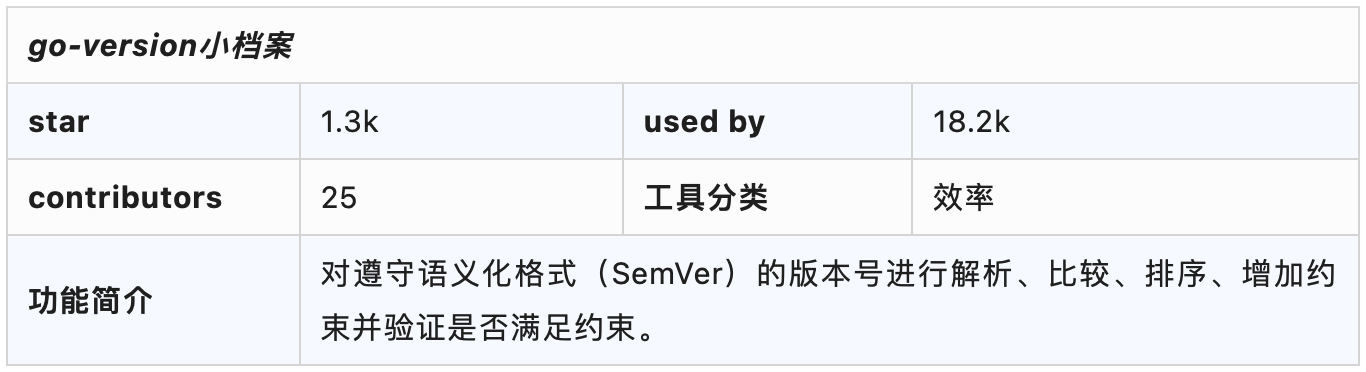 go-version小档案
star 1.3k used by 18.2k
contributors 25 工具分类 效率
功能简介
对遵守语义化格式（SemVer）的版本号进行解析、比较、排序、增加约
束并验证是否满足约束。